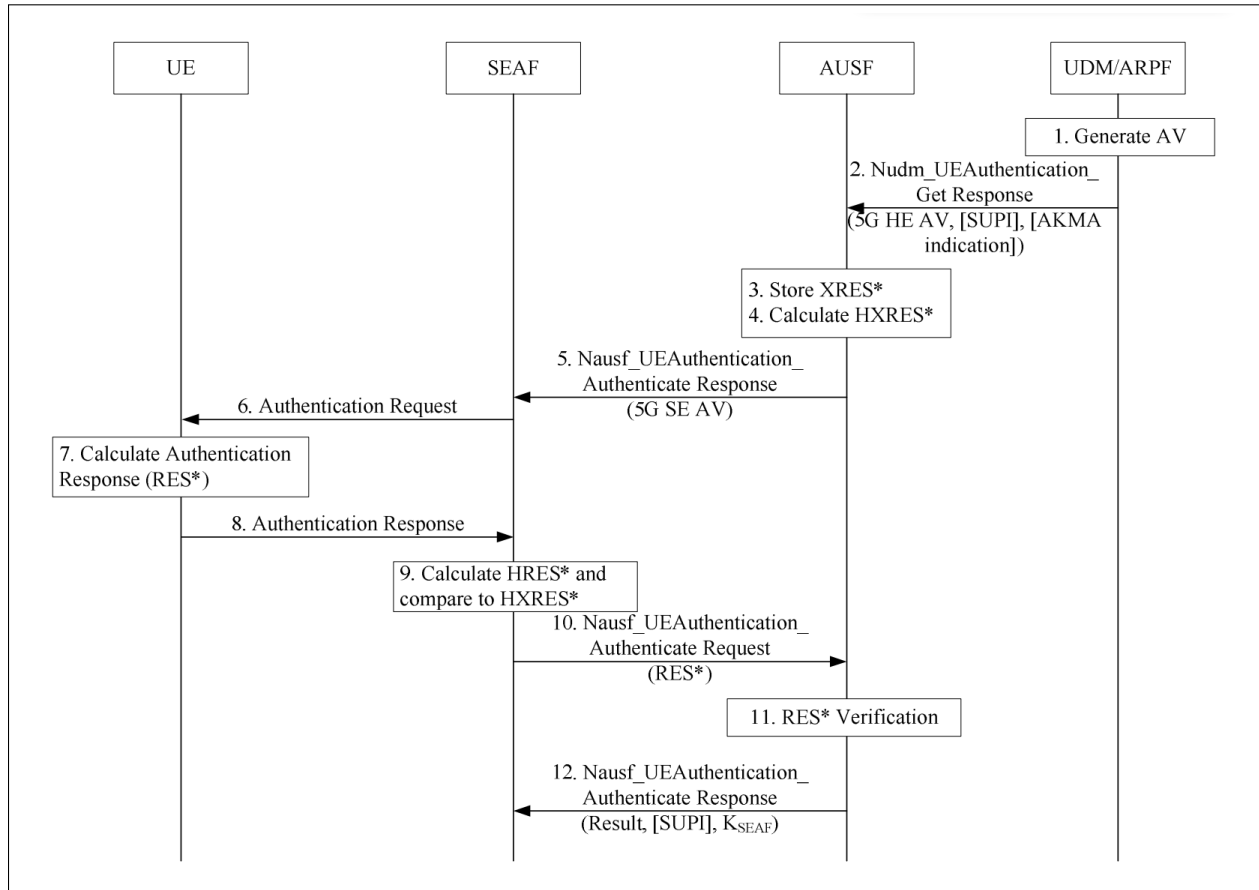 UE
SEAF
AUSF
UDM/ARPF
1. Generate AV
2. Nudm_UEAuthentication_
Get Response
(5G HE AV, [SUPI], [AKMA
indication])
3. Store XRES*
4. Calculate HXRES*
5. Nausf_UEAuthentication_
Authenticate Response
(5G SE AV)
6. Authentication Request
7. Calculate Authentication
Response (RES*)
8. Authentication Response
9. Calculate HRES* and
compare to HXRES*
10. Nausf_UEAuthentication_
Authenticate Request
(RES*)
11. RES* Verification
12. Nausf_UEAuthentication_
Authenticate Response
(Result, [SUPI], KSEAF)